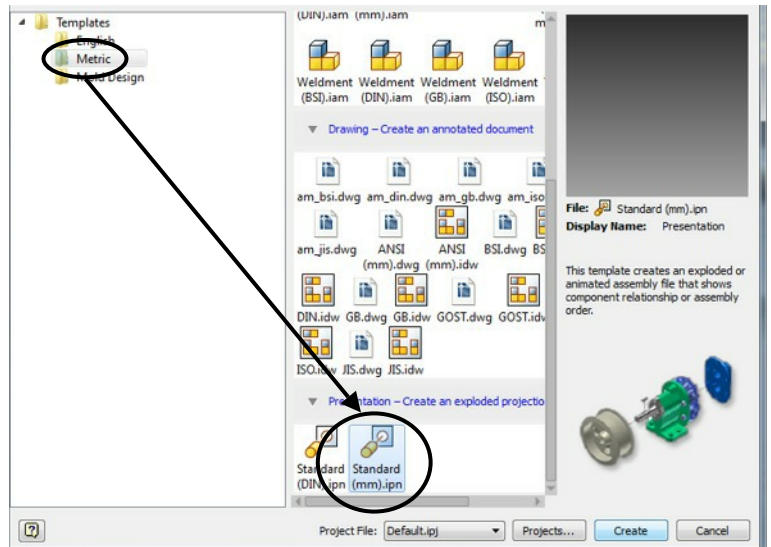 Templates
English
Metric
Mold Design
(DIN).iam (mm).iam
Weldment Weldment Weldment Weldment
(BSI).iam (DIN).iam (GB).iam (ISO).iam
Drawing – Create an annotated document
am_bsi.dwg am_din.dwg am_gb.dwg am_iso
am_jis.dwg ANSI ANSI BSI.dwg BS
(mm).dwg (mm).idw
DIN.idw GB.dwg GB.idw GOST.dwg GOST.idw
ISO.idw JIS.dwg JIS.idw
Presentation – Create an exploded projectio
Standard Standard
(DIN).ipn (mm).ipn
File: Standard (mm).ipn
Display Name: Presentation
This template creates an exploded or
animated assembly file that shows
component relationship or assembly
order.
Project File: Default.ipj Projects... Create Cancel